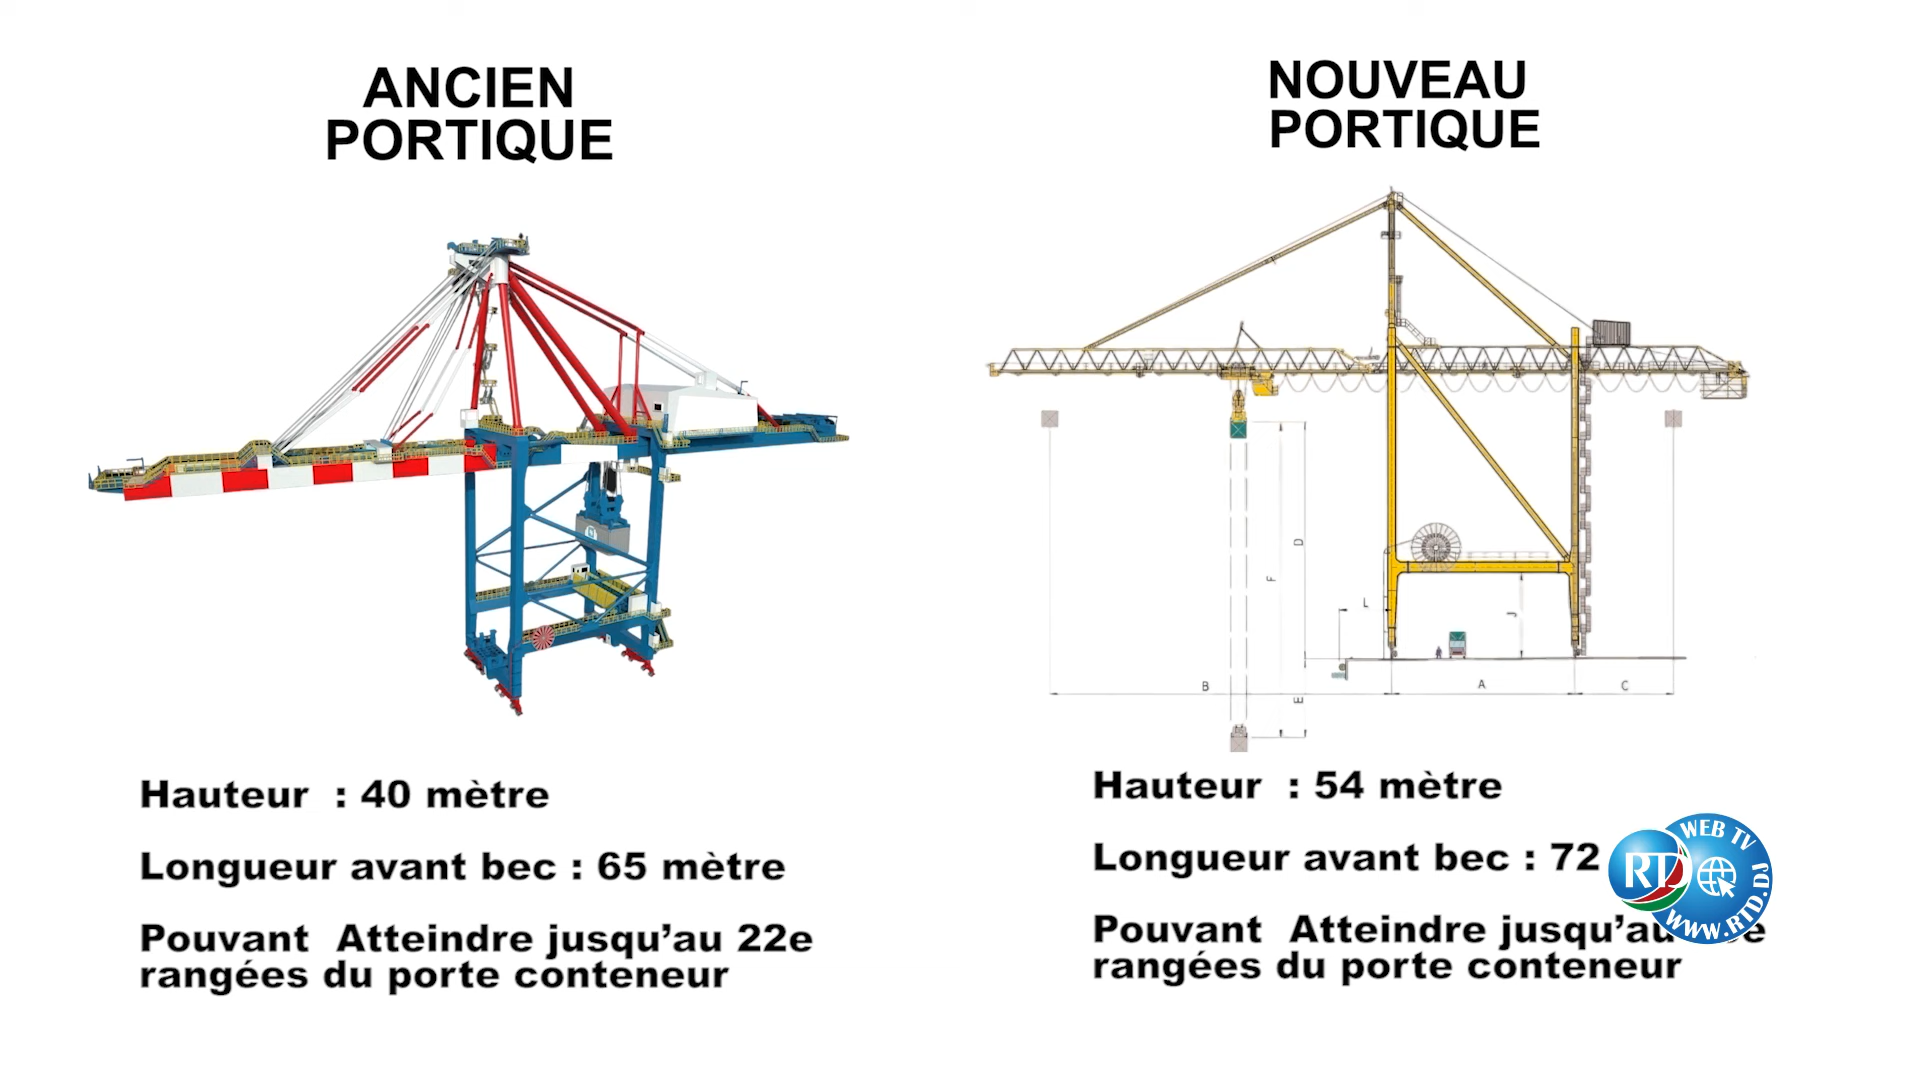 ANCIEN
PORTIQUE
Hauteur : 40 mètre
Longueur avant bec : 65 mètre
Pouvant Atteindre jusqu’au 22e
rangées du porte conteneur
NOUVEAU
PORTIQUE
D
F
L
J
B
A
C
E
Hauteur : 54 mètre
Longueur avant bec : 72
Pouvant Atteindre jusqu’au
rangées du porte conteneur
WEB TV
RTD
WWW.RTD.DJ